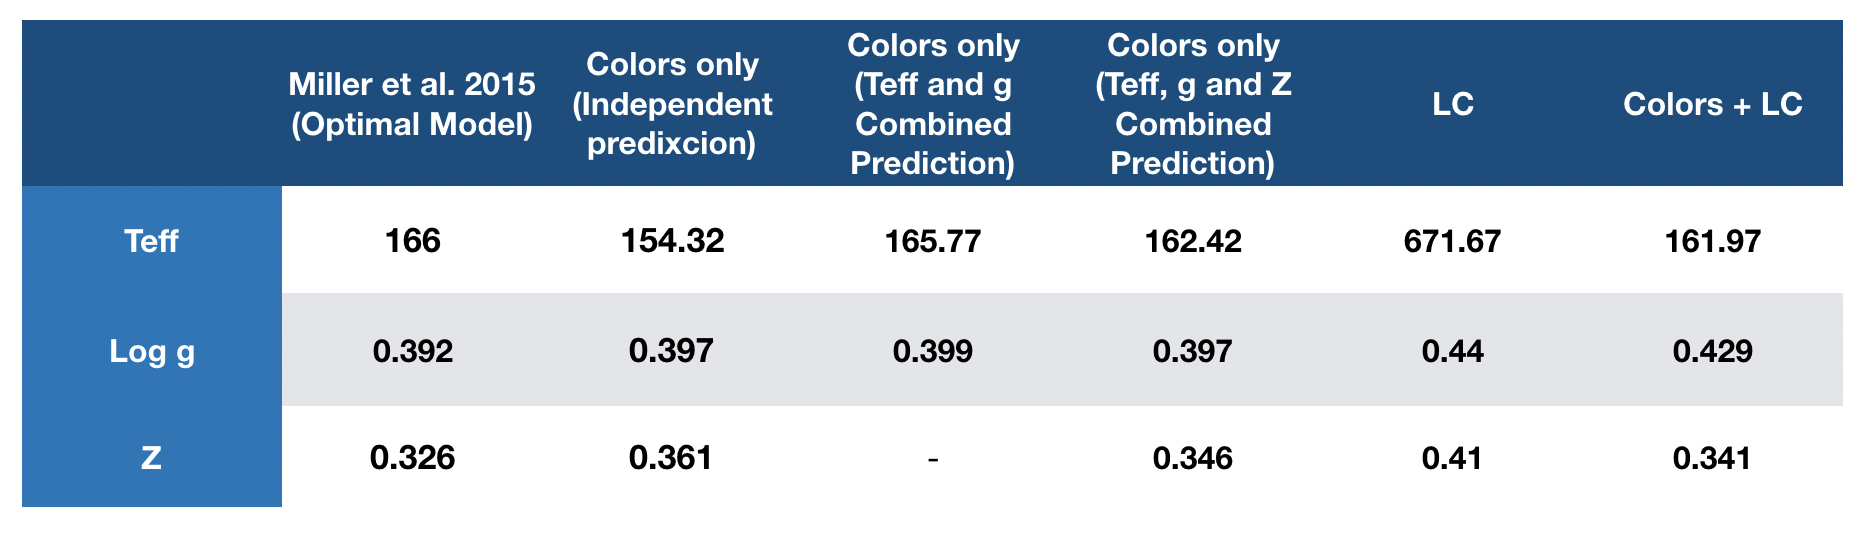 Miller et al. 2015
(Optimal Model)
Colors only
(Independent
predixcion)
Colors only
(Teff and g
Combined
Prediction)
Colors only
(Teff, g and Z
Combined
Prediction)
LC
Colors + LC
Teff 166 154.32 165.77 162.42 671.67 161.97
Log g 0.392 0.397 0.399 0.397 0.44 0.429
Z 0.326 0.361 - 0.346 0.41 0.341